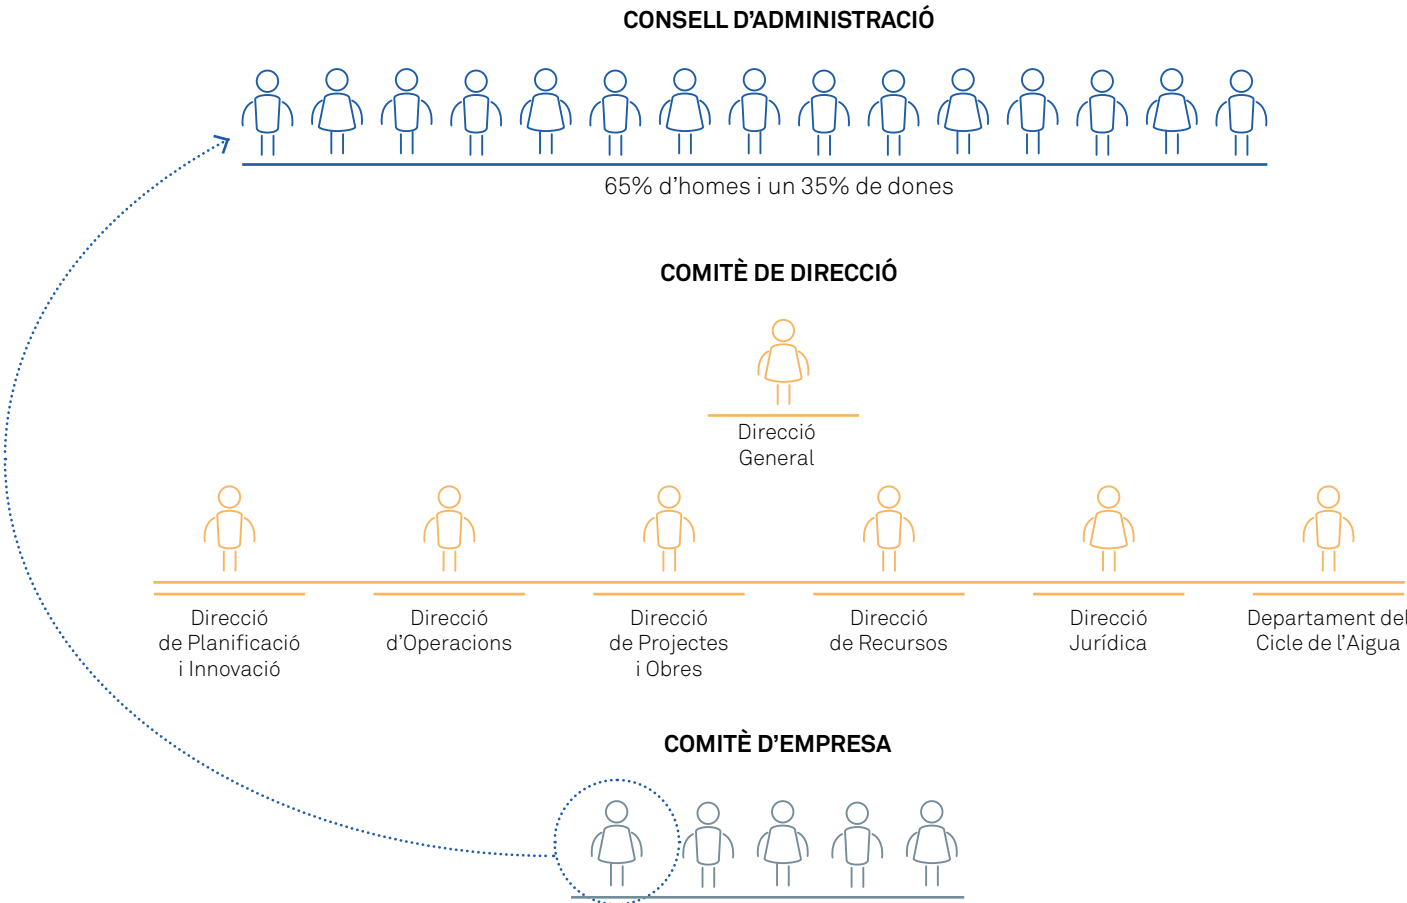 CONSELL D’ADMINISTRACIÓ
65% d’homes i un 35% de dones
COMITÈ DE DIRECCIÓ
Direcció
General
Direcció
de Planificació
i Innovació
Direcció
d’Operacions
Direcció
de Projectes
i Obres
Direcció
de Recursos
Direcció
Jurídica
Departament del
Cicle de l’Aigua
COMITÈ D’EMPRESA